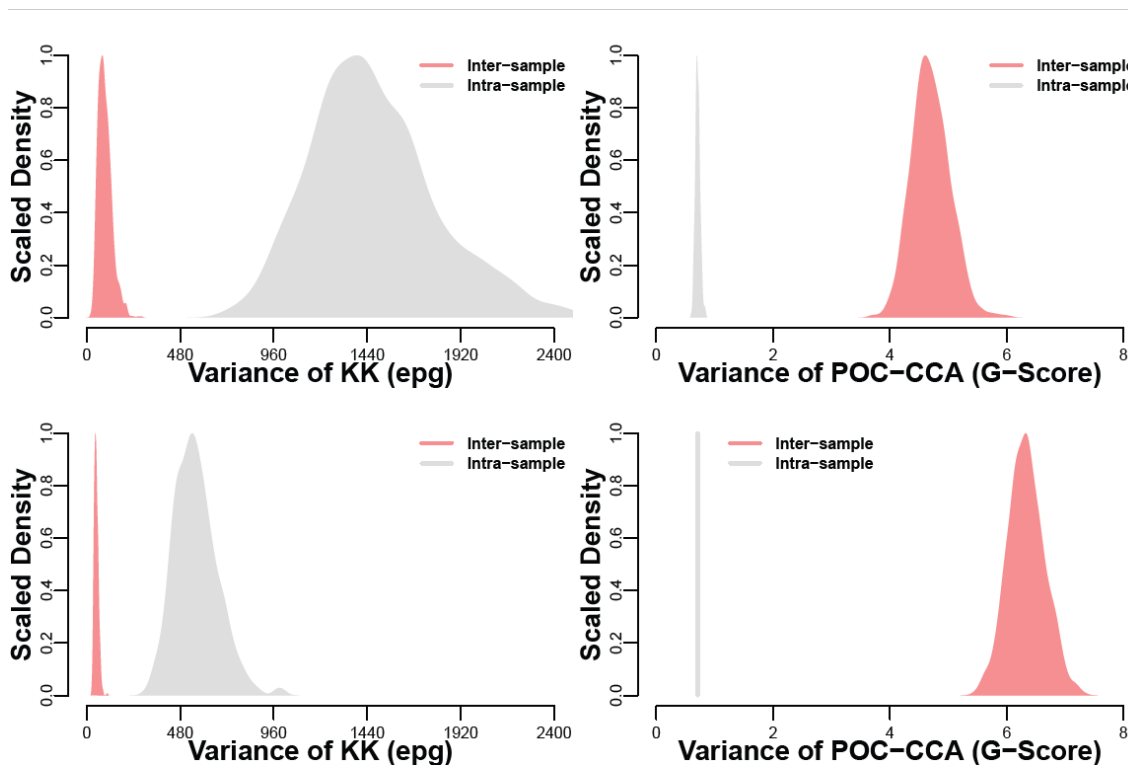 Scaled Density
0.0 0.2 0.4 0.6 0.8 1.0
Inter-sample
Intra-sample
0 480 960 1440 1920 2400
Variance of KK (epg)
Scaled Density
0.0 0.2 0.4 0.6 0.8 1.0
Inter-sample
Intra-sample
0 2 4 6 8
Variance of POC-CCA (G-Score)
Scaled Density
0.0 0.2 0.4 0.6 0.8 1.0
Inter-sample
Intra-sample
0 480 960 1440 1920 2400
Variance of KK (epg)
Scaled Density
0.0 0.2 0.4 0.6 0.8 1.0
Inter-sample
Intra-sample
0 2 4 6 8
Variance of POC-CCA (G-Score)